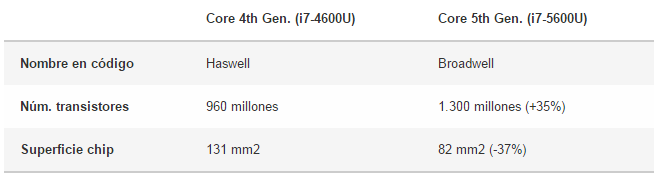 Core 4th Gen. (i7-4600U) Core 5th Gen. (i7-5600U)
Nombre en código Haswell Broadwell
Núm. transistores 960 millones 1.300 millones (+35%)
Superficie chip 131 mm2 82 mm2 (-37%)